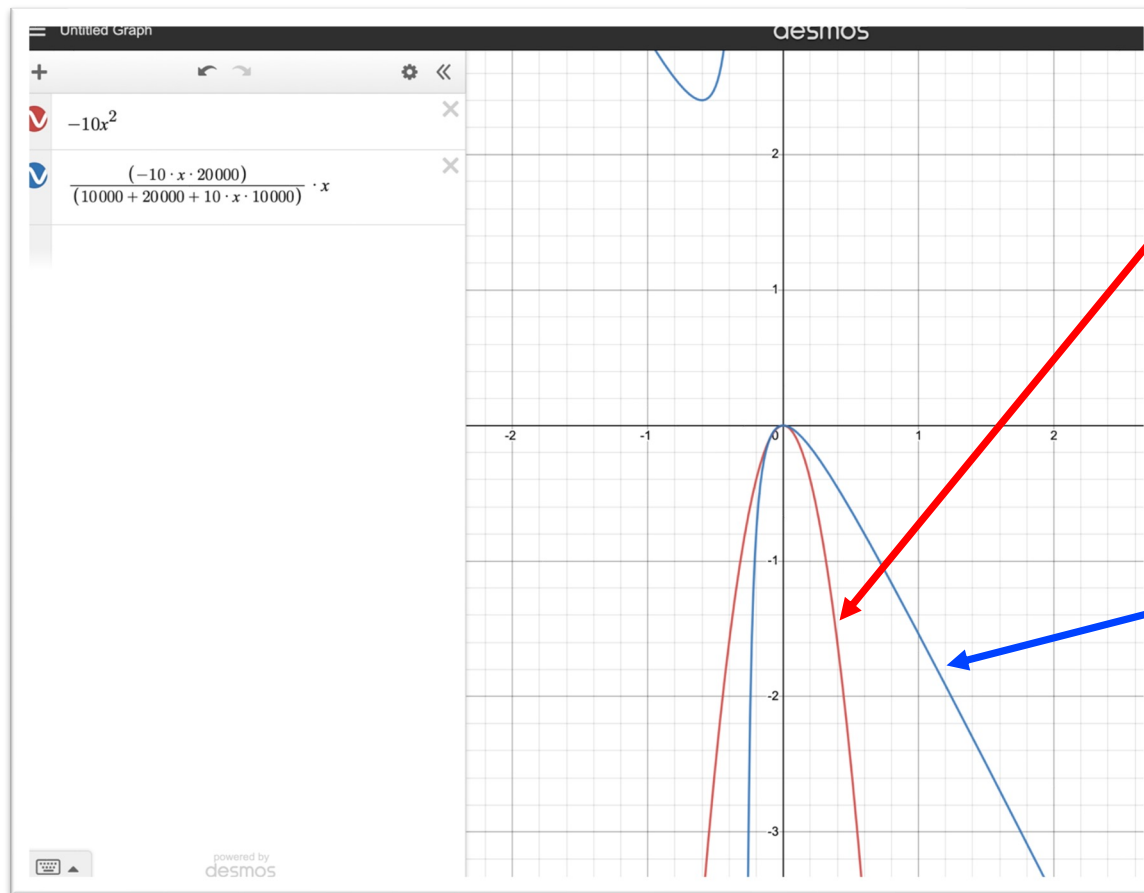 Untitled Graph
desmos
-10x²
(-10 · x · 20000)
(10000 + 20000 + 10 · x · 10000) · x
2
1
-2
-1
0
1
2
-1
-2
-3
powered by
desmos